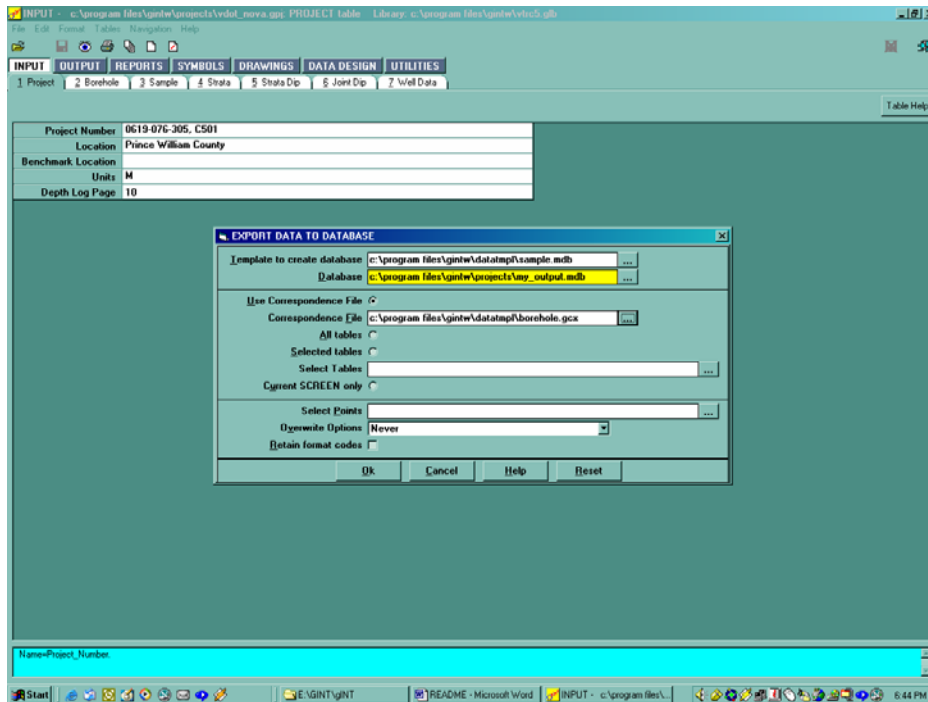 INPUT - c:\program files\gintw\projects\vdot_nova.gpj: PROJECT table Library: c:\program files\gintw\vtrc5.glb
File Edit Format Tables Navigation Help
INPUT OUTPUT REPORTS SYMBOLS DRAWINGS DATA DESIGN UTILITIES
1 Project 2 Borehole 3 Sample 4 Strata 5 Strata Dip 6 Joint Dip 7 Well Data
Table Help
Project Number 0619-076-305, C501
Location Prince William County
Benchmark Location
Units M
Depth Log Page 10
EXPORT DATA TO DATABASE
Template to create database c:\program files\gintw\datatmpl\sample.mdb ...
Database c:\program files\gintw\projects\my_output.mdb ...
Use Correspondence File
Correspondence File c:\program files\gintw\datatmpl\borehole.gcx ...
All tables
Selected tables
Select Tables ...
Current SCREEN only
Select Points ...
Overwrite Options Never
Retain format codes
Ok Cancel Help Reset
Name=Project_Number.
Start E:\GINT\gINT README - Microsoft Word INPUT - c:\program files\... 6:44 PM